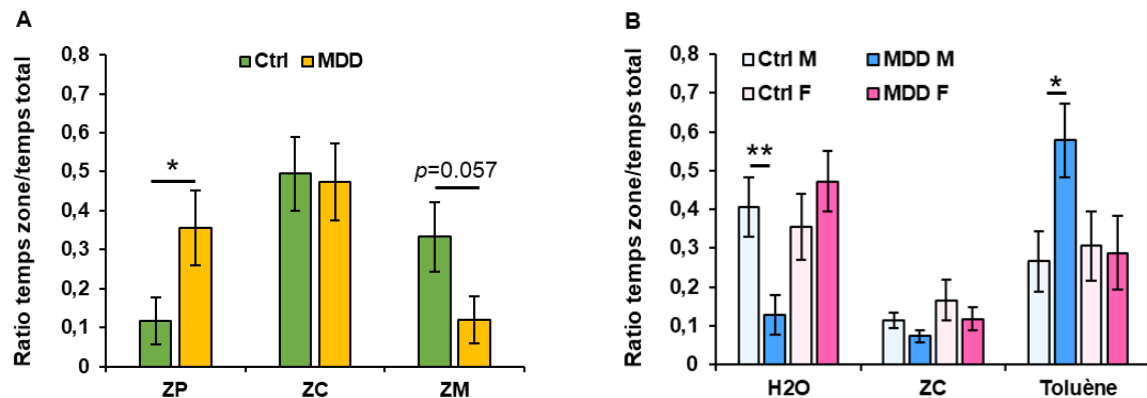 A
Ratio temps zone/temps total
0,8
0,7
0,6
0,5
0,4
0,3
0,2
0,1
0
Ctrl MDD
*
p=0.057
ZP ZC ZM
B
Ratio temps zone/temps total
0,8
0,7
0,6
0,5
0,4
0,3
0,2
0,1
0
Ctrl M MDD M
Ctrl F MDD F
**
*
H2O ZC Toluène